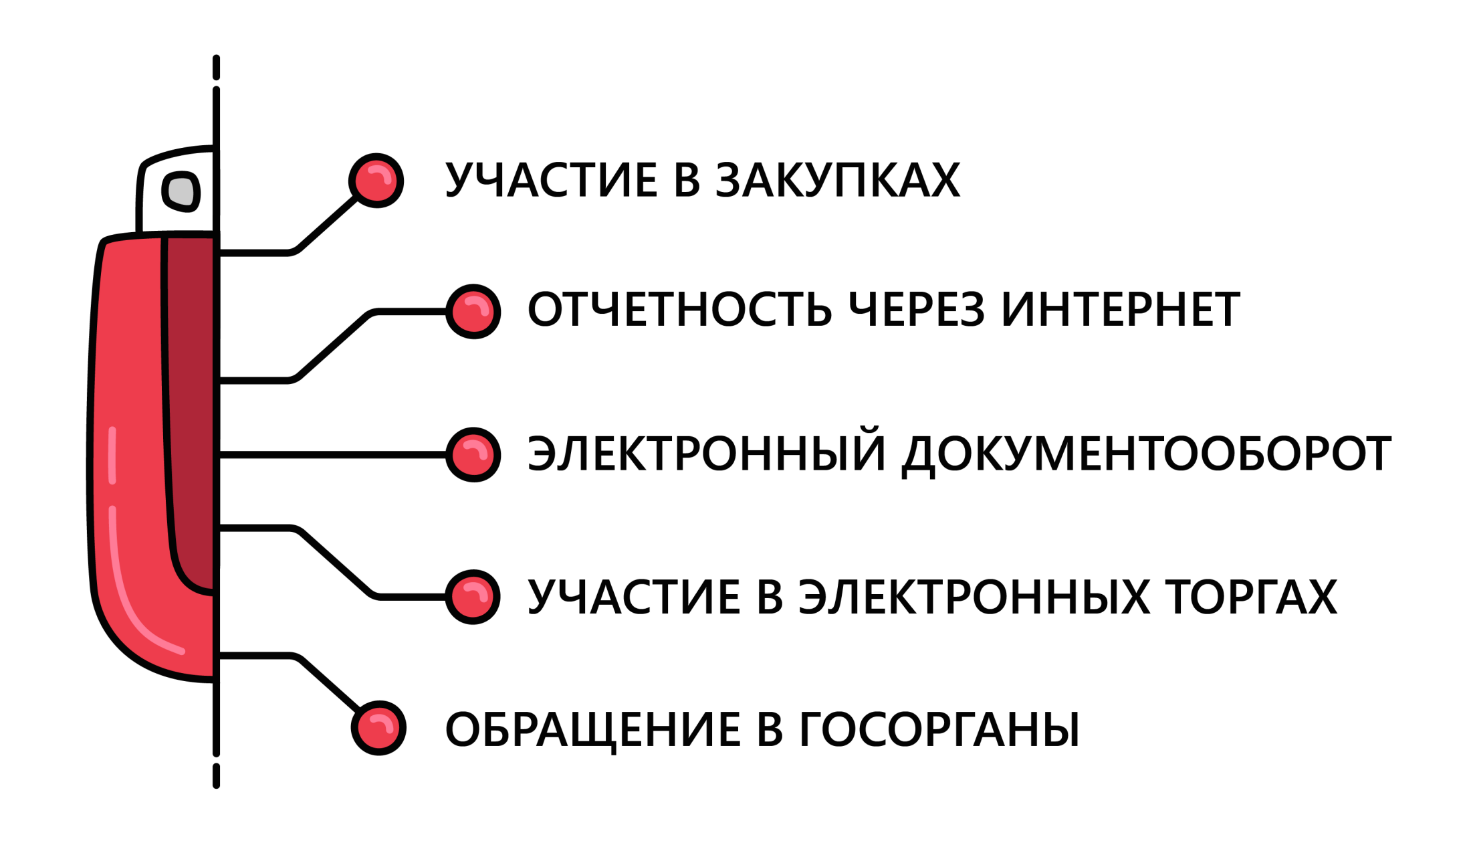 УЧАСТИЕ В ЗАКУПКАХ
ОТЧЕТНОСТЬ ЧЕРЕЗ ИНТЕРНЕТ
ЭЛЕКТРОННЫЙ ДОКУМЕНТООБОРОТ
УЧАСТИЕ В ЭЛЕКТРОННЫХ ТОРГАХ
ОБРАЩЕНИЕ В ГОСОРГАНЫ